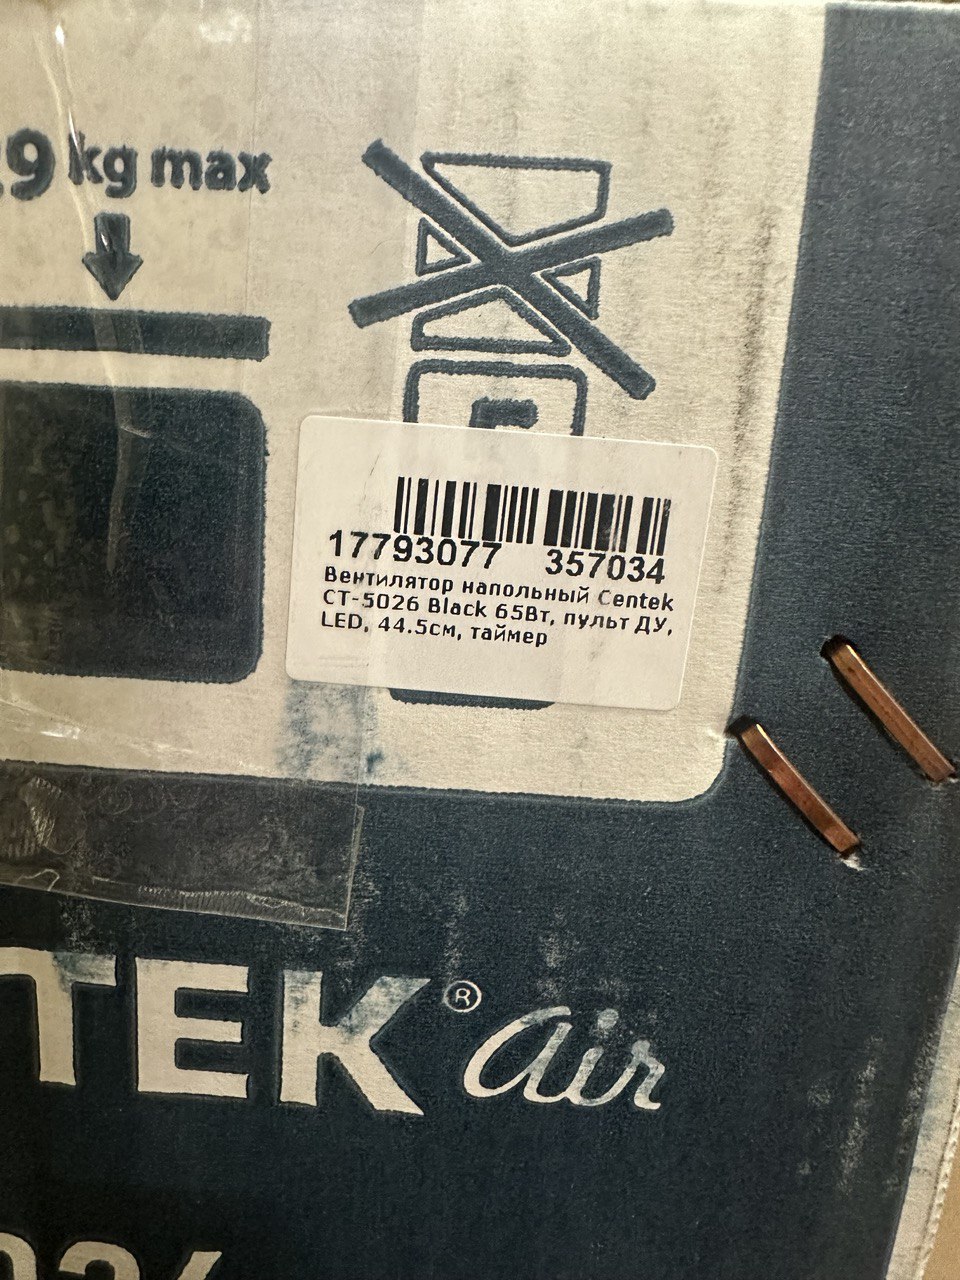 9 kg max
17793077 357034
Вентилятор напольный Centek
CT-5026 Black 65Вт, пульт ДУ,
LED, 44.5см, таймер
TEK® air